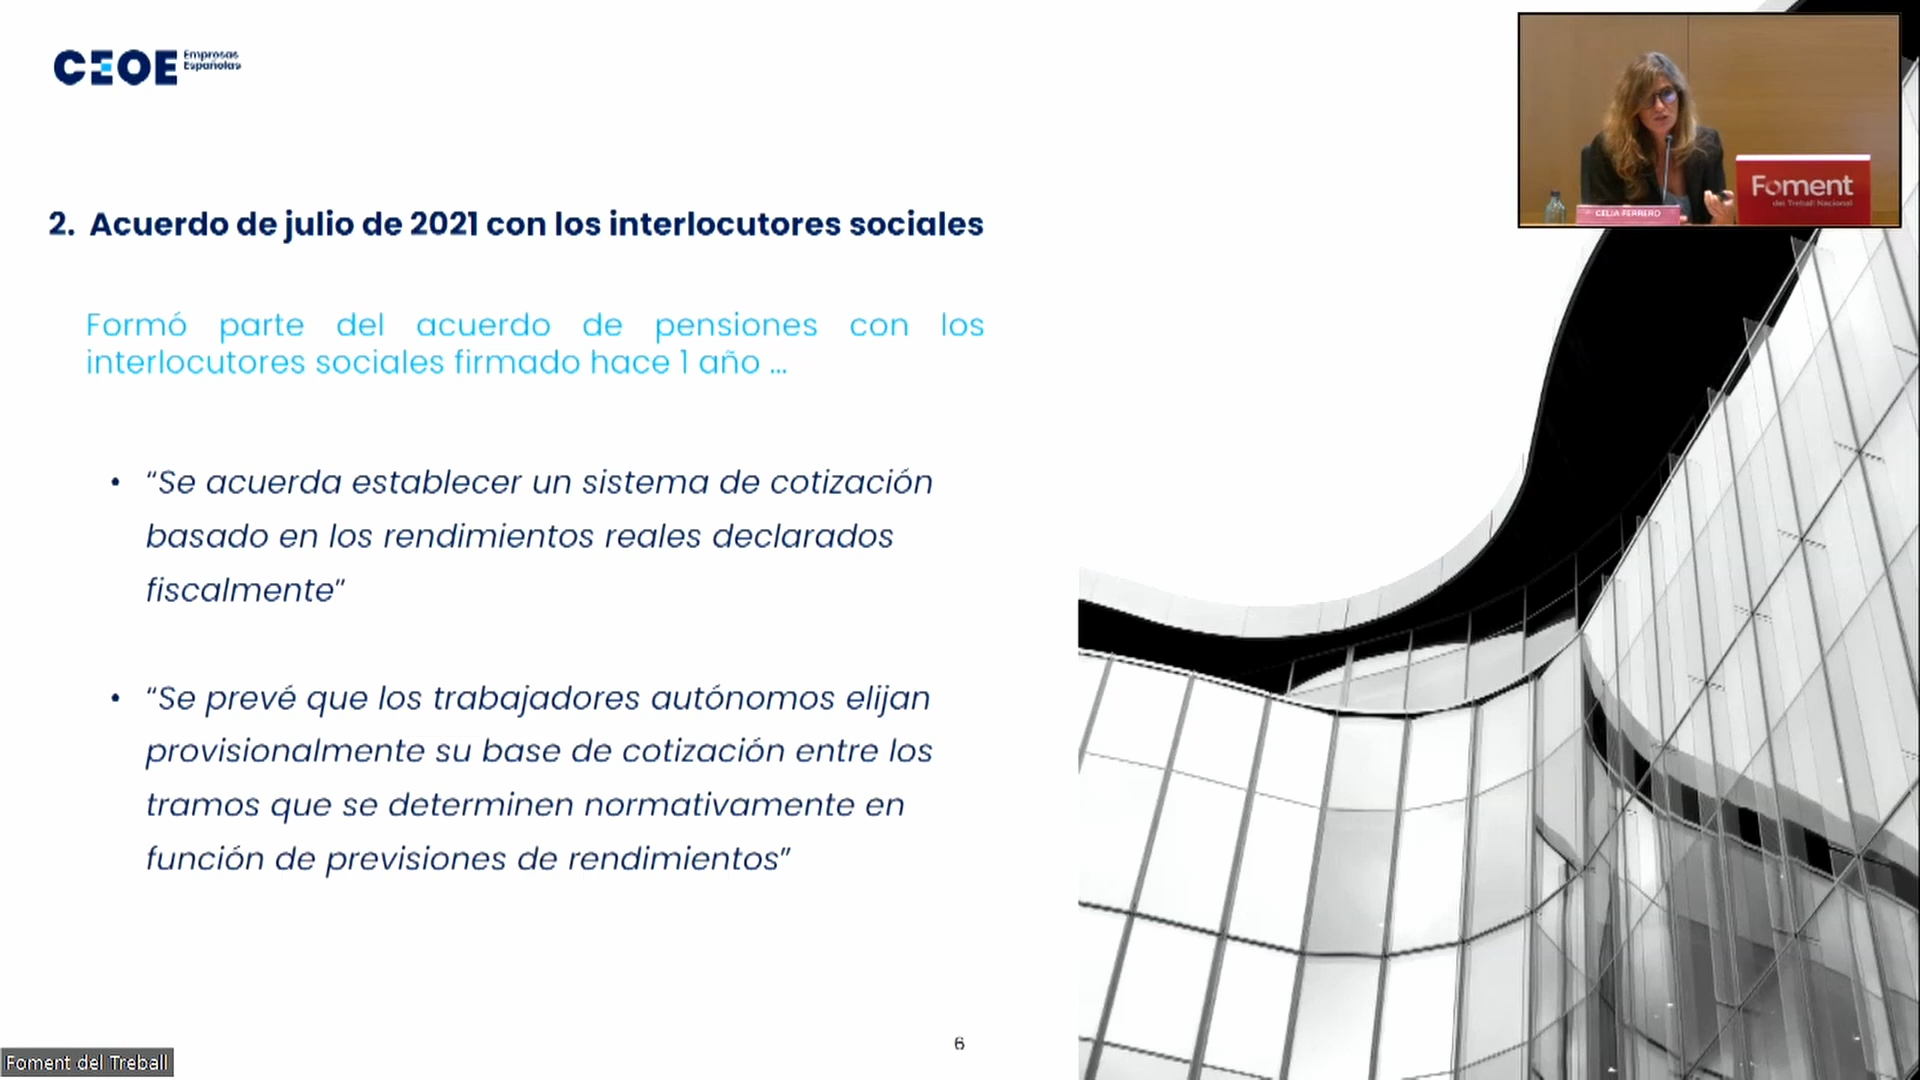 CEOE Empresas
Españolas
2. Acuerdo de julio de 2021 con los interlocutores sociales
Formó parte del acuerdo de pensiones con los
interlocutores sociales firmado hace 1 año ...
• “Se acuerda establecer un sistema de cotización
basado en los rendimientos reales declarados
fiscalmente”
• “Se prevé que los trabajadores autónomos elijan
provisionalmente su base de cotización entre los
tramos que se determinen normativamente en
función de previsiones de rendimientos”
6
Foment
del Treball Nacional
CELIA FERRERO
Foment del Treball